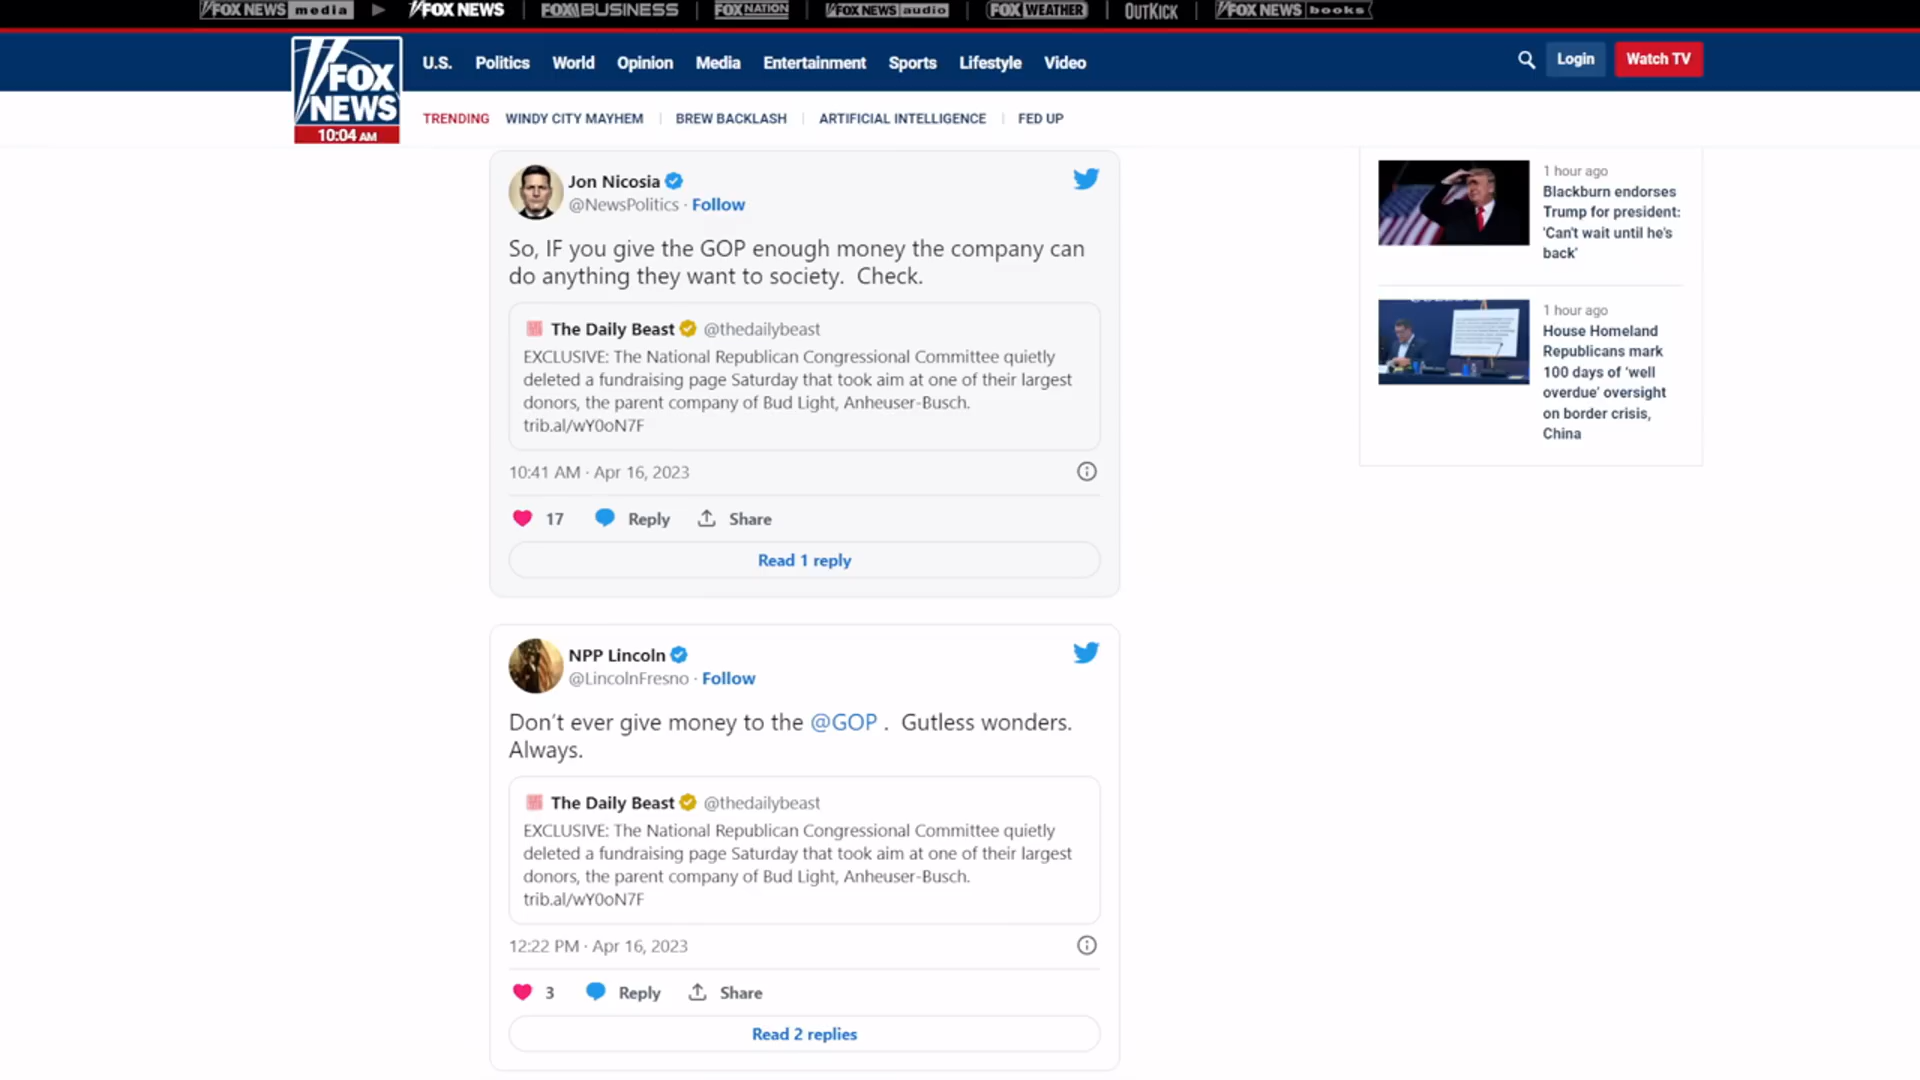 FOX NEWS media
FOX NEWS
FOX BUSINESS
FOX NATION
FOX NEWS audio
FOX WEATHER
OUTKICK
FOX NEWS books
FOX NEWS
10:04 AM
U.S. Politics World Opinion Media Entertainment Sports Lifestyle Video
Login
Watch TV
TRENDING WINDY CITY MAYHEM BREW BACKLASH ARTIFICIAL INTELLIGENCE FED UP
Jon Nicosia
@NewsPolitics · Follow
So, IF you give the GOP enough money the company can
do anything they want to society. Check.
The Daily Beast @thedailybeast
EXCLUSIVE: The National Republican Congressional Committee quietly
deleted a fundraising page Saturday that took aim at one of their largest
donors, the parent company of Bud Light, Anheuser-Busch.
trib.al/wY0oN7F
10:41 AM · Apr 16, 2023
17 Reply Share
Read 1 reply
NPP Lincoln
@LincolnFresno · Follow
Don't ever give money to the @GOP . Gutless wonders.
Always.
The Daily Beast @thedailybeast
EXCLUSIVE: The National Republican Congressional Committee quietly
deleted a fundraising page Saturday that took aim at one of their largest
donors, the parent company of Bud Light, Anheuser-Busch.
trib.al/wY0oN7F
12:22 PM · Apr 16, 2023
3 Reply Share
Read 2 replies
1 hour ago
Blackburn endorses
Trump for president:
'Can't wait until he's
back'
1 hour ago
House Homeland
Republicans mark
100 days of 'well
overdue' oversight
on border crisis,
China